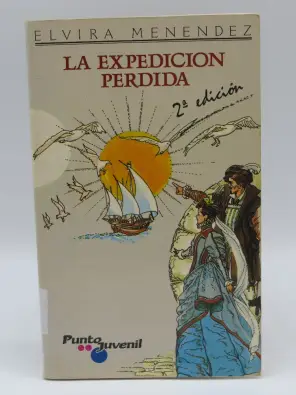 ELVIRA MENENDEZ
LA EXPEDICION
PERDIDA
2ª edición
Punto
Juvenil